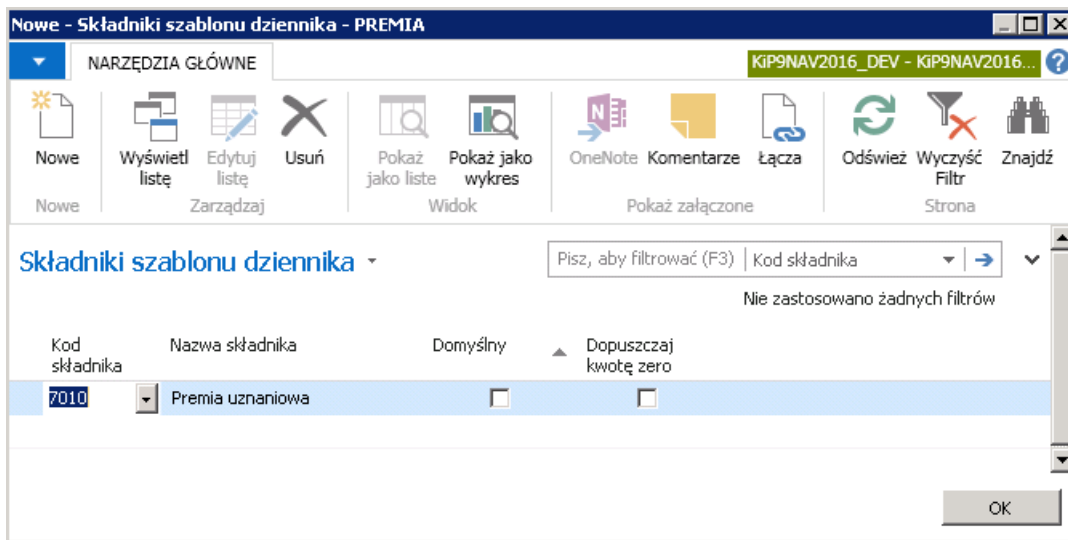 Nowe - Składniki szablonu dziennika - PREMIA
NARZĘDZIA GŁÓWNE
KiP9NAV2016_DEV - KiP9NAV2016...
Nowe
Wyświetl listę
Edytuj listę
Usuń
Pokaż jako liste
Pokaż jako wykres
OneNote
Komentarze
Łącza
Odśwież
Wyczyść Filtr
Znajdź
Nowe
Zarządzaj
Widok
Pokaż załączone
Strona
Składniki szablonu dziennika
Pisz, aby filtrować (F3)
Kod składnika
Nie zastosowano żadnych filtrów
Kod składnika
Nazwa składnika
Domyślny
Dopuszczaj kwotę zero
7010
Premia uznaniowa
OK